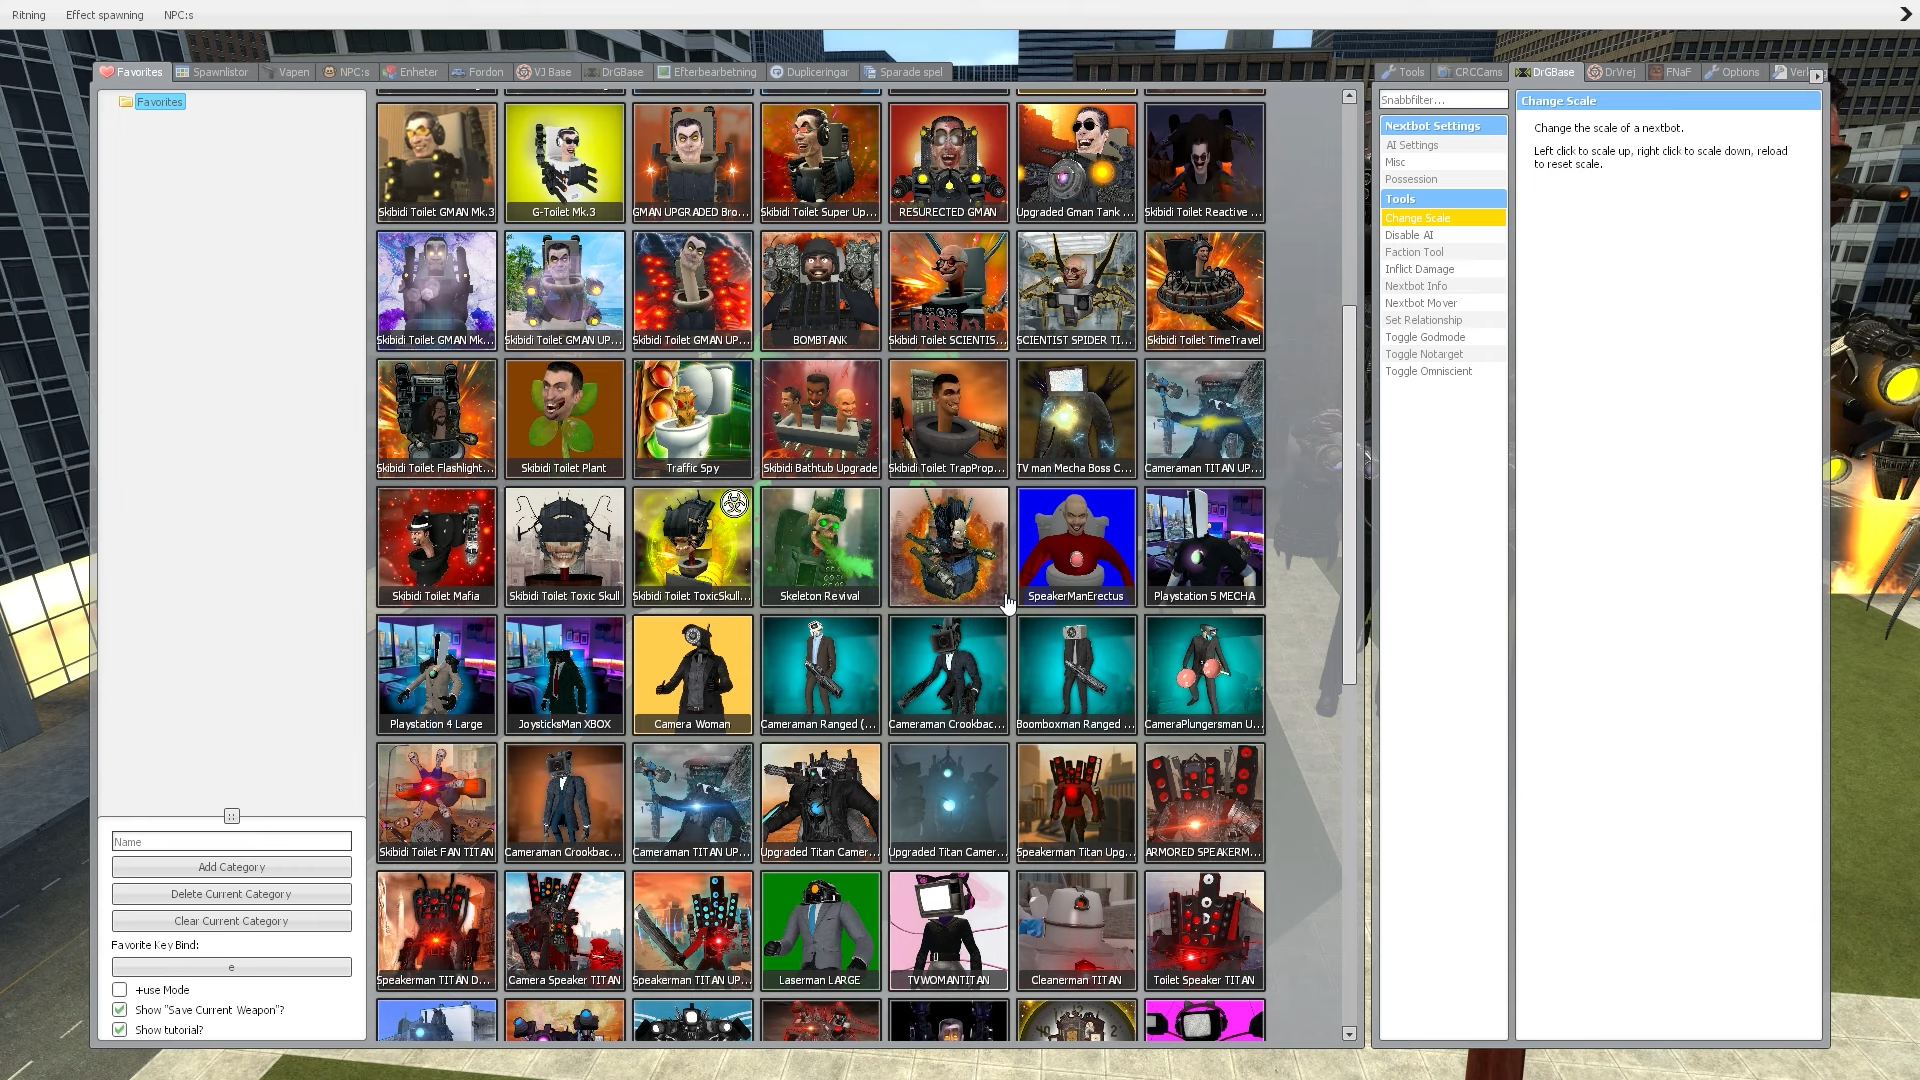 Ritning Effect spawning NPC:s
Favorites Spawnlistor Vapen NPC:s Enheter Fordon VJ Base DrGBase Efterbearbetning Dupliceringar Sparade spel
Favorites
Skibidi Toilet GMAN Mk.3 G-Toilet Mk.3 GMAN UPGRADED Bro... Skibidi Toilet Super Up... RESURECTED GMAN Upgraded Gman Tank ... Skibidi Toilet Reactive ...
Skibidi Toilet GMAN Mk... Skibidi Toilet GMAN UP... Skibidi Toilet GMAN UP... BOMBTANK Skibidi Toilet SCIENTIS... SCIENTIST SPIDER TI... Skibidi Toilet TimeTravel
Skibidi Toilet Flashlight... Skibidi Toilet Plant Traffic Spy Skibidi Bathtub Upgrade Skibidi Toilet TrapProp... TV man Mecha Boss C... Cameraman TITAN UP...
Skibidi Toilet Mafia Skibidi Toilet Toxic Skull Skibidi Toilet ToxicSkull... Skeleton Revival SpeakerManErectus Playstation 5 MECHA
Playstation 4 Large JoysticksMan XBOX Camera Woman Cameraman Ranged (... Cameraman Crookbac... Boomboxman Ranged ... CameraPlungersman U...
Skibidi Toilet FAN TITAN Cameraman Crookbac... Cameraman TITAN UP... Upgraded Titan Camer... Upgraded Titan Camer... Speakerman Titan Upg... ARMORED SPEAKERM...
Speakerman TITAN D... Camera Speaker TITAN Speakerman TITAN UP... Laserman LARGE TVWOMANTITAN Cleanerman TITAN Toilet Speaker TITAN
Name
Add Category
Delete Current Category
Clear Current Category
Favorite Key Bind:
e
+use Mode
Show "Save Current Weapon"?
Show tutorial?
Tools CRCCams DrGBase DrVrej FNaF Options
Snabbfilter...
Nextbot Settings
AI Settings
Misc
Possession
Tools
Change Scale
Disable AI
Faction Tool
Inflict Damage
Nextbot Info
Nextbot Mover
Set Relationship
Toggle Godmode
Toggle Notarget
Toggle Omniscient
Change Scale
Change the scale of a nextbot.
Left click to scale up, right click to scale down, reload
to reset scale.